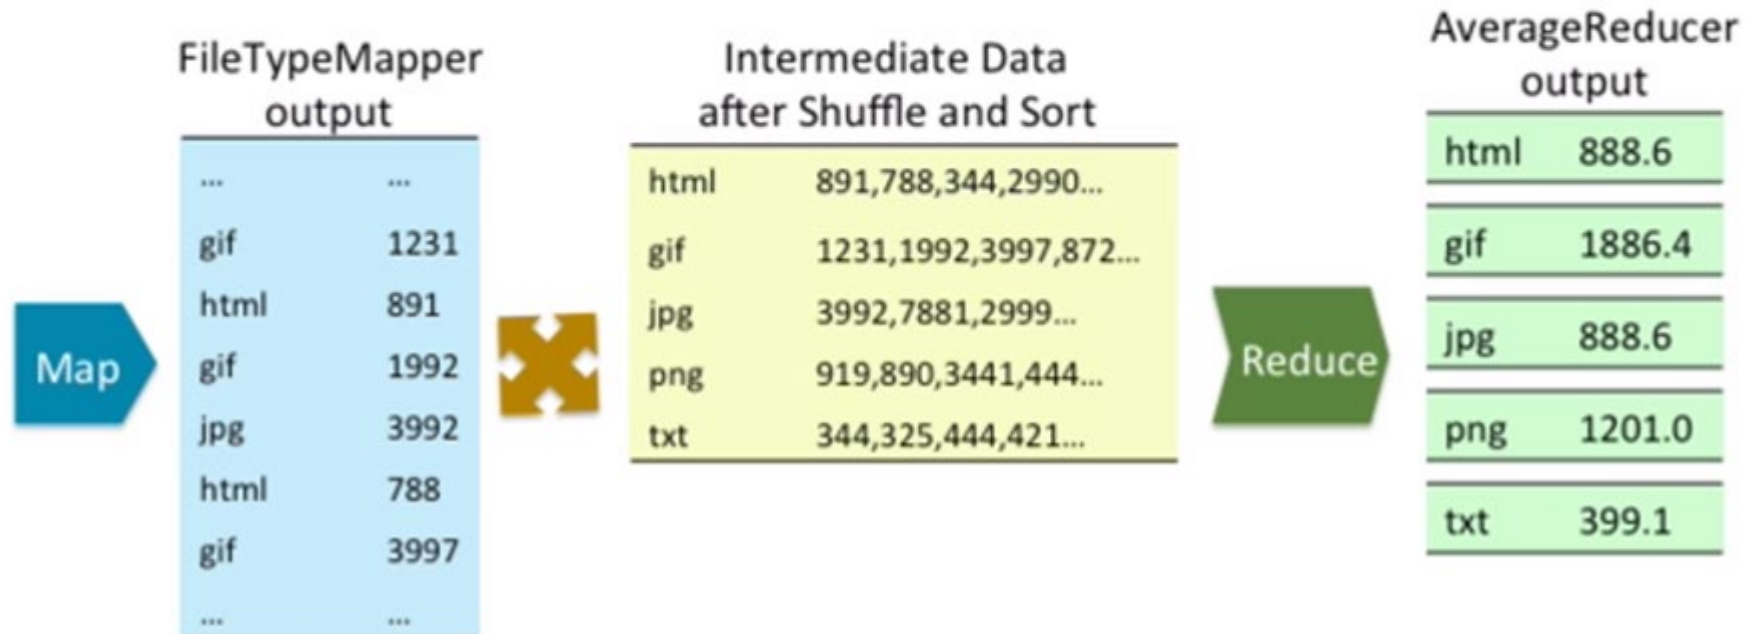 FileTypeMapper
output
... ...
gif 1231
html 891
gif 1992
jpg 3992
html 788
gif 3997
... ...
Map
Intermediate Data
after Shuffle and Sort
html 891,788,344,2990...
gif 1231,1992,3997,872...
jpg 3992,7881,2999...
png 919,890,3441,444...
txt 344,325,444,421...
Reduce
AverageReducer
output
html 888.6
gif 1886.4
jpg 888.6
png 1201.0
txt 399.1